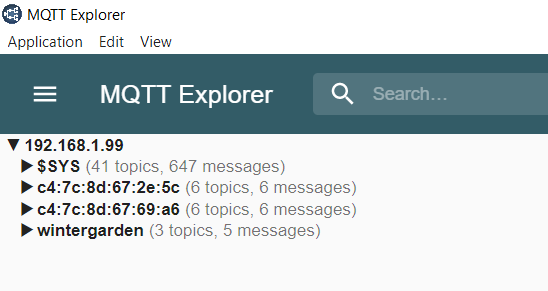 MQTT Explorer
Application Edit View
MQTT Explorer Search...
192.168.1.99
$SYS (41 topics, 647 messages)
c4:7c:8d:67:2e:5c (6 topics, 6 messages)
c4:7c:8d:67:69:a6 (6 topics, 6 messages)
wintergarden (3 topics, 5 messages)